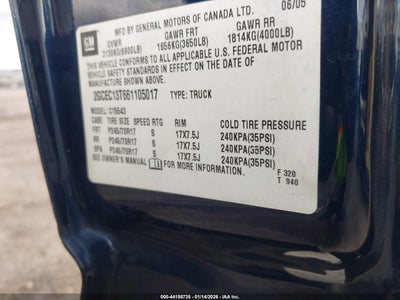 GM
MFD BY GENERAL MOTORS OF CANADA LTD. 06/05
GVWR GAWR FRT GAWR RR
3130KG(6900LB) 1656KG(3650LB) 1814KG(4000LB)
THIS VEHICLE CONFORMS TO ALL APPLICABLE U.S. FEDERAL MOTOR
VEHICLE SAFETY STANDARDS IN EFFECT ON THE DATE OF
MANUFACTURE SHOWN ABOVE.
2GCEC13T661105017 TYPE: TRUCK
MODEL: C15543
CABE TIRE SIZE SPEED RTG RIM COLD TIRE PRESSURE
FRT P245/70R17 S 17X7.5J 240KPA(35PSI)
RR P245/70R17 S 17X7.5J 240KPA(35PSI)
SPA P245/70R17 S 17X7.5J 240KPA(35PSI)
SEE OWNER'S MANUAL FOR MORE INFORMATION.
F 320
T 940
000-44158735 - 01/14/2026 - IAA Inc.